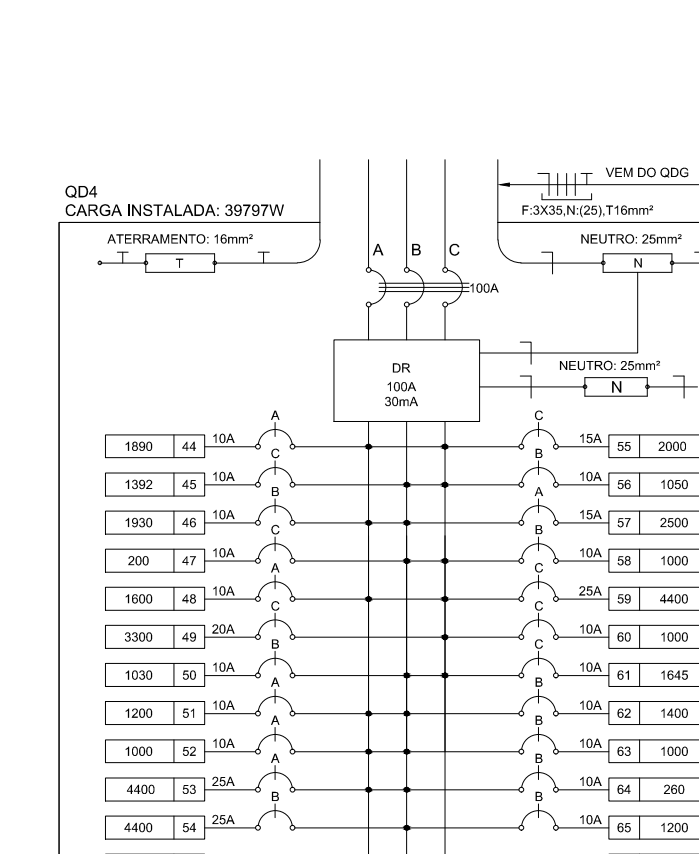 VEM DO QDG
QD4
CARGA INSTALADA: 39797W
F:3X35,N:(25),T16mm²
ATERRAMENTO: 16mm²
NEUTRO: 25mm²
A B C
T
N
100A
DR
100A
30mA
NEUTRO: 25mm²
N
A C
1890 44 10A 15A 55 2000
C B
1392 45 10A 10A 56 1050
B A
1930 46 10A 15A 57 2500
C B
200 47 10A 10A 58 1000
A C
1600 48 10A 25A 59 4400
C C
3300 49 20A 10A 60 1000
B C
1030 50 10A 10A 61 1645
A B
1200 51 10A 10A 62 1400
A B
1000 52 10A 10A 63 1000
A B
4400 53 25A 10A 64 260
B B
4400 54 25A 10A 65 1200